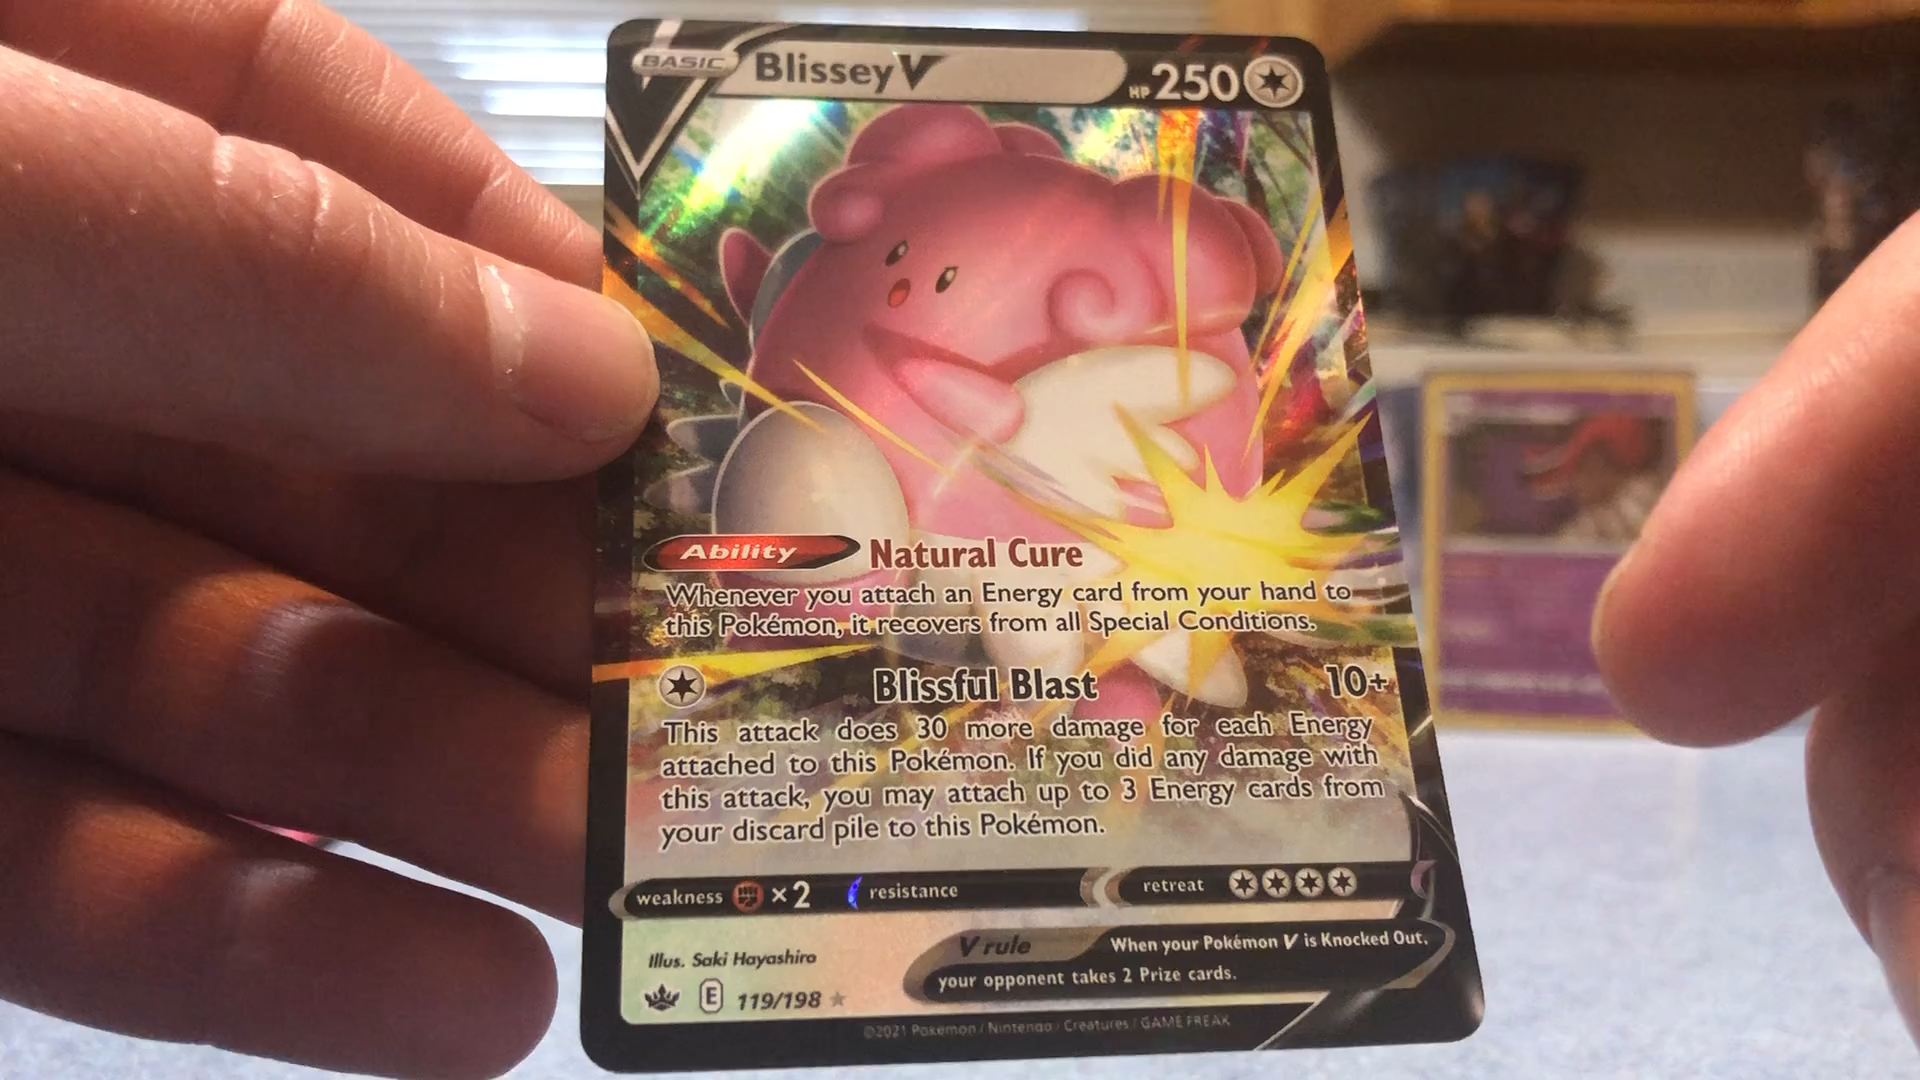 BASIC Blissey V HP 250
Ability Natural Cure
Whenever you attach an Energy card from your hand to
this Pokémon, it recovers from all Special Conditions.
Blissful Blast 10+
This attack does 30 more damage for each Energy
attached to this Pokémon. If you did any damage with
this attack, you may attach up to 3 Energy cards from
your discard pile to this Pokémon.
weakness ×2 resistance retreat
V rule When your Pokémon V is Knocked Out,
your opponent takes 2 Prize cards.
Illus. Saki Hayashiro
E 119/198
©2021 Pokémon / Nintendo / Creatures / GAME FREAK